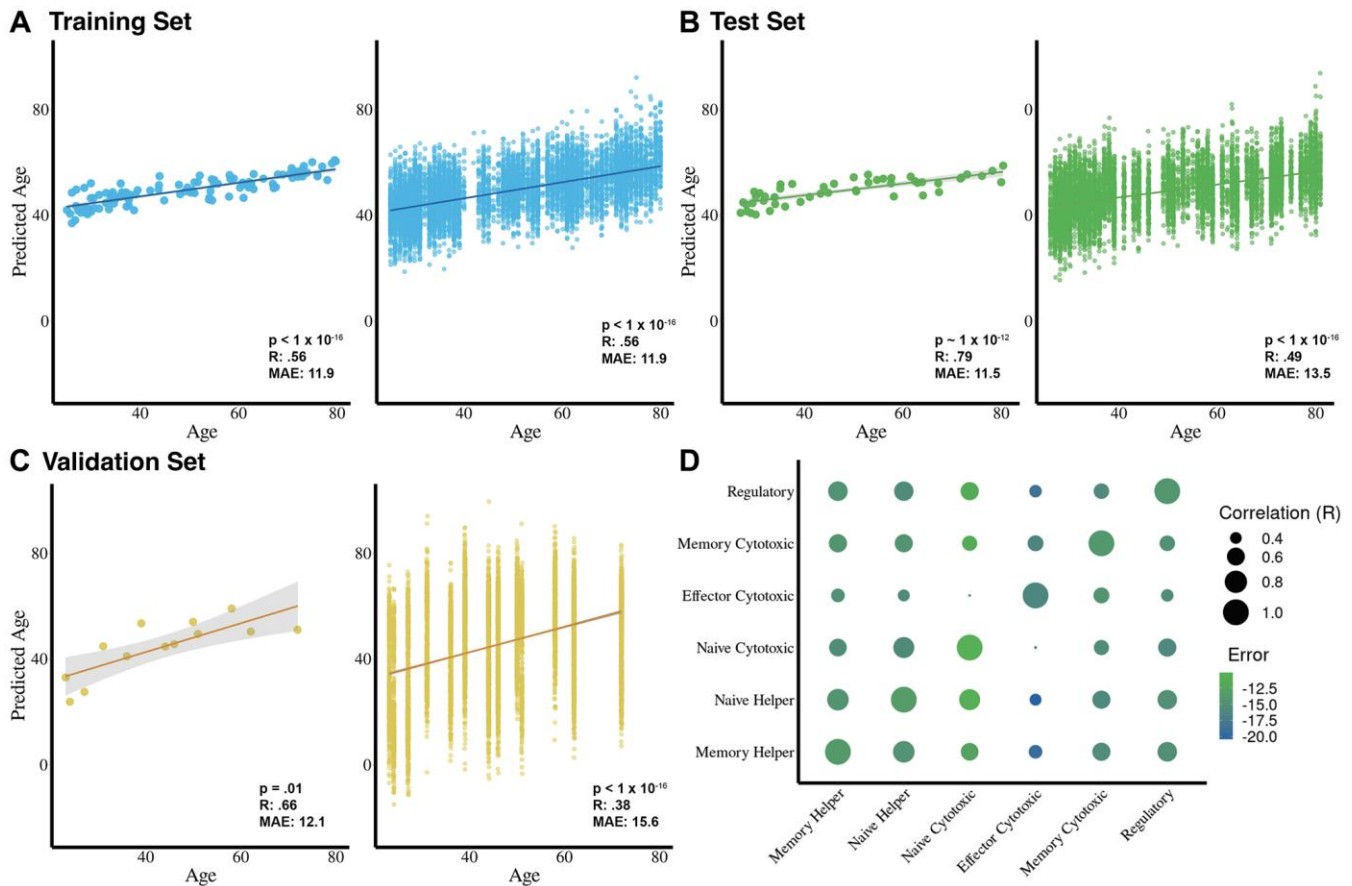 A Training Set
80
40
0
Predicted Age
p < 1 x 10⁻¹⁶
R: .56
MAE: 11.9
40 60 80
Age
80
40
0
p < 1 x 10⁻¹⁶
R: .56
MAE: 11.9
40 60 80
Age
B Test Set
80
40
0
Predicted Age
p ~ 1 x 10⁻¹²
R: .79
MAE: 11.5
40 60 80
Age
0
0
0
p < 1 x 10⁻¹⁶
R: .49
MAE: 13.5
40 60 80
Age
C Validation Set
80
40
0
Predicted Age
p = .01
R: .66
MAE: 12.1
40 60 80
Age
80
40
0
p < 1 x 10⁻¹⁶
R: .38
MAE: 15.6
40 60 80
Age
D
Regulatory
Memory Cytotoxic
Effector Cytotoxic
Naive Cytotoxic
Naive Helper
Memory Helper
Memory Helper
Naive Helper
Naive Cytotoxic
Effector Cytotoxic
Memory Cytotoxic
Regulatory
Correlation (R)
0.4
0.6
0.8
1.0
Error
-12.5
-15.0
-17.5
-20.0